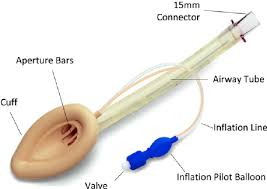 15mm
Connector
Aperture Bars
Airway Tube
Cuff
Inflation Line
Inflation Pilot Balloon
Valve